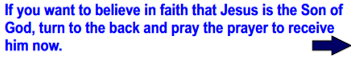 If you want to believe in faith that Jesus is the Son of
God, turn to the back and pray the prayer to receive
him now.